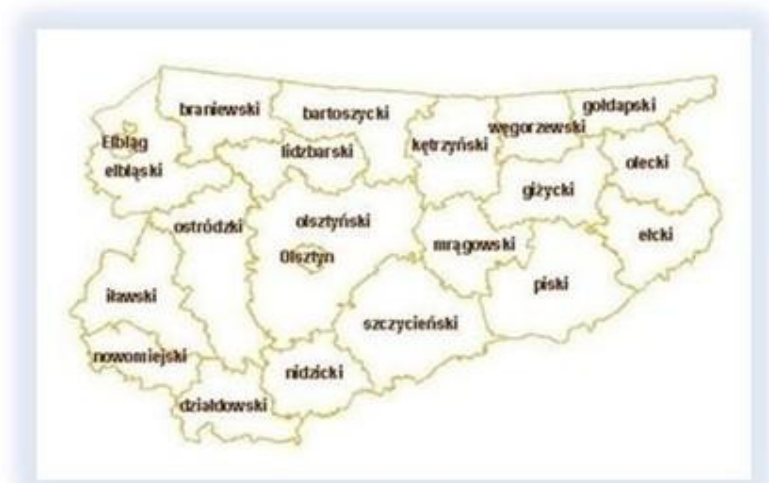 gołdapski
braniewski
bartoszycki
węgorzewski
Elbląg
kętrzyński
lidzbarski
olecki
elbląski
giżycki
olsztyński
ostródzki
ełcki
mrągowski
Olsztyn
piski
iławski
szczycieński
nowomiejski
nidzicki
działdowski